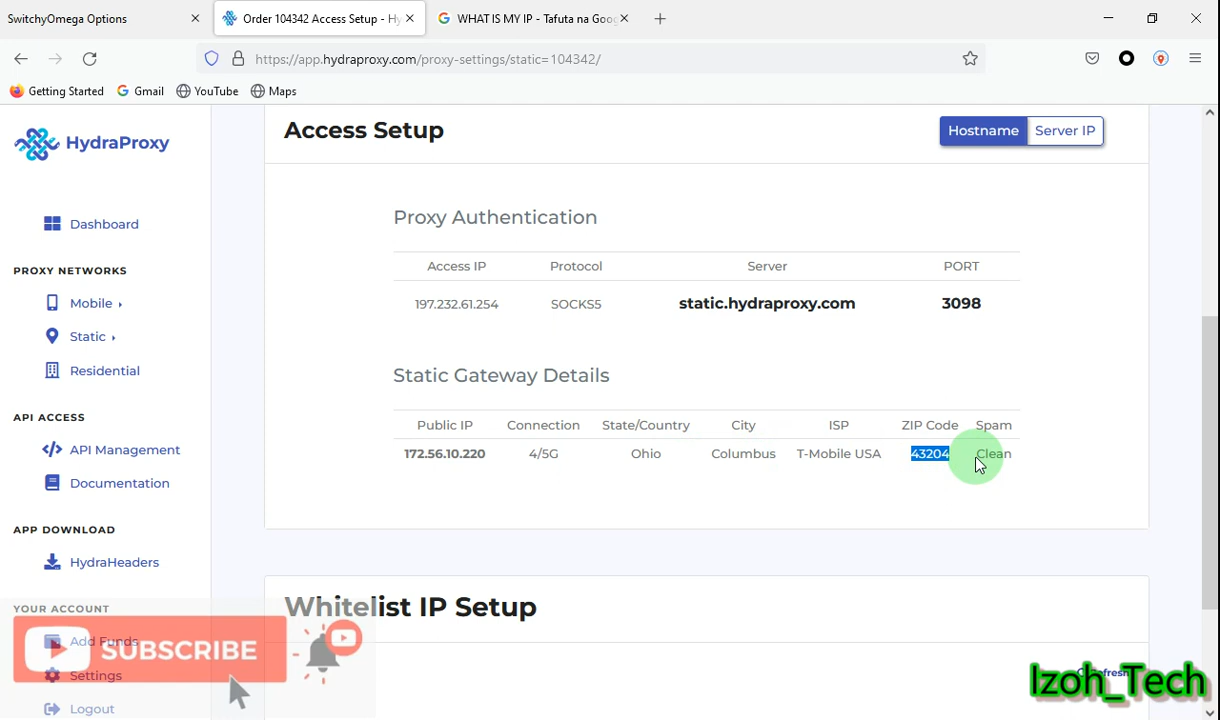 SwitchyOmega Options
Order 104342 Access Setup - Hy
WHAT IS MY IP - Tafuta na Goog
https://app.hydraproxy.com/proxy-settings/static=104342/
Getting Started
Gmail
YouTube
Maps
HydraProxy
Dashboard
PROXY NETWORKS
Mobile
Static
Residential
API ACCESS
API Management
Documentation
APP DOWNLOAD
HydraHeaders
YOUR ACCOUNT
Add Funds
Settings
Logout
SUBSCRIBE
Access Setup
Hostname Server IP
Proxy Authentication
Access IP Protocol Server PORT
197.232.61.254 SOCKS5 static.hydraproxy.com 3098
Static Gateway Details
Public IP Connection State/Country City ISP ZIP Code Spam
172.56.10.220 4/5G Ohio Columbus T-Mobile USA 43204 Clean
Whitelist IP Setup
Refresh
Izoh_Tech